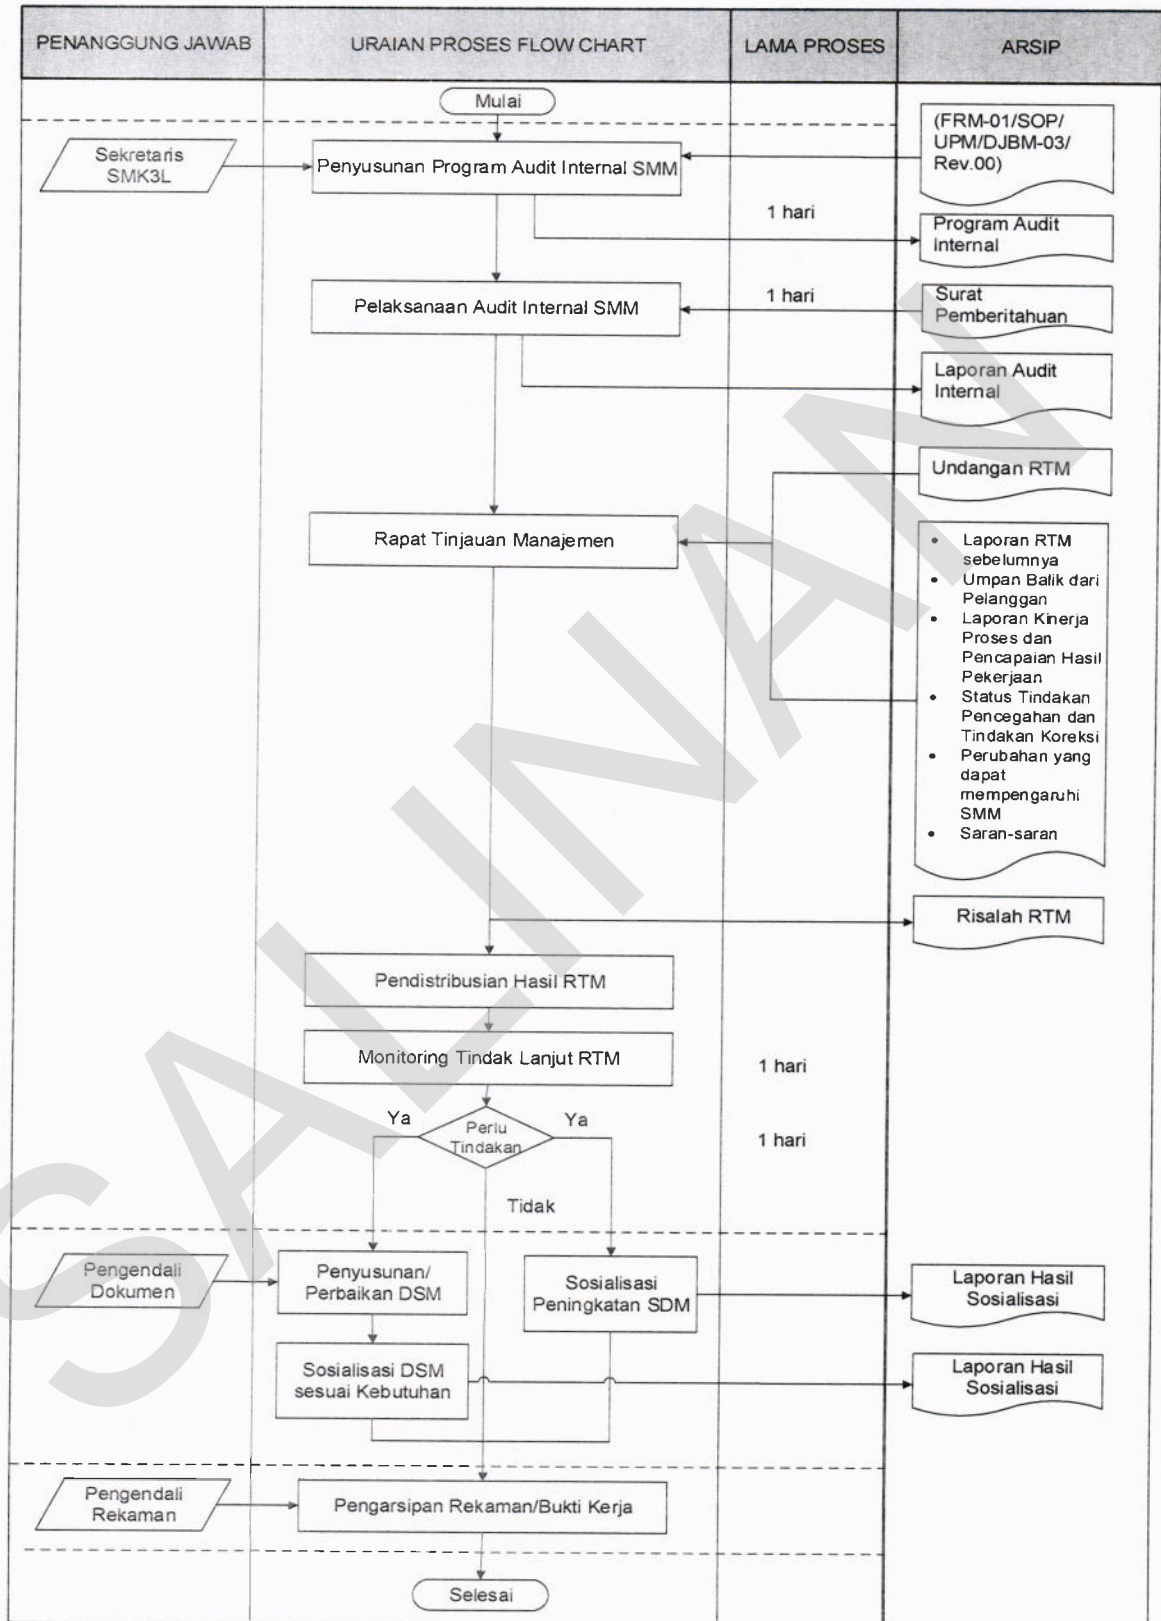 PENANGGUNG JAWAB
URAIAN PROSES FLOW CHART
LAMA PROSES
ARSIP
Mulai
Sekretaris
SMK3L
Penyusunan Program Audit Internal SMM
(FRM-01/SOP/
UPM/DJBM-03/
Rev.00)
1 hari
Program Audit
Internal
Pelaksanaan Audit Internal SMM
1 hari
Surat
Pemberitahuan
Laporan Audit
Internal
Undangan RTM
Rapat Tinjauan Manajemen
• Laporan RTM
sebelumnya
• Umpan Balik dari
Pelanggan
• Laporan Kinerja
Proses dan
Pencapaian Hasil
Pekerjaan
• Status Tindakan
Pencegahan dan
Tindakan Koreksi
• Perubahan yang
dapat
mempengaruhi
SMM
• Saran-saran
Risalah RTM
Pendistribusian Hasil RTM
Monitoring Tindak Lanjut RTM
1 hari
Ya
Perlu
Tindakan
Ya
1 hari
Tidak
Pengendali
Dokumen
Penyusunan/
Perbaikan DSM
Sosialisasi
Peningkatan SDM
Laporan Hasil
Sosialisasi
Sosialisasi DSM
sesuai Kebutuhan
Laporan Hasil
Sosialisasi
Pengendali
Rekaman
Pengarsipan Rekaman/Bukti Kerja
Selesai
SALINAN